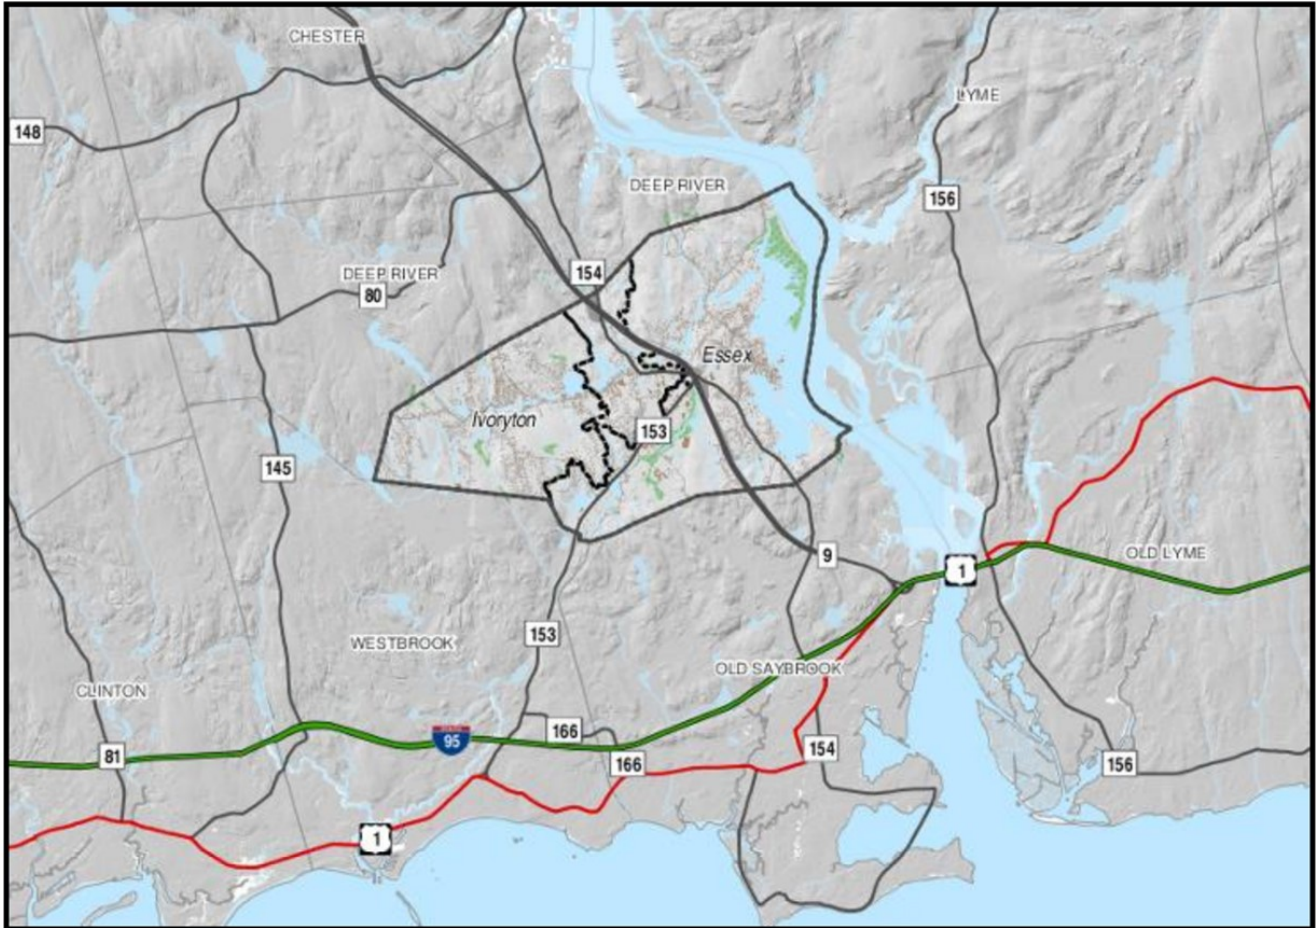 CHESTER
LYME
148
DEEP RIVER
156
DEEP RIVER
154
80
Essex
Ivoryton
153
145
9
OLD LYME
1
153
WESTBROOK
OLD SAYBROOK
CLINTON
166
95
154
81
166
156
1